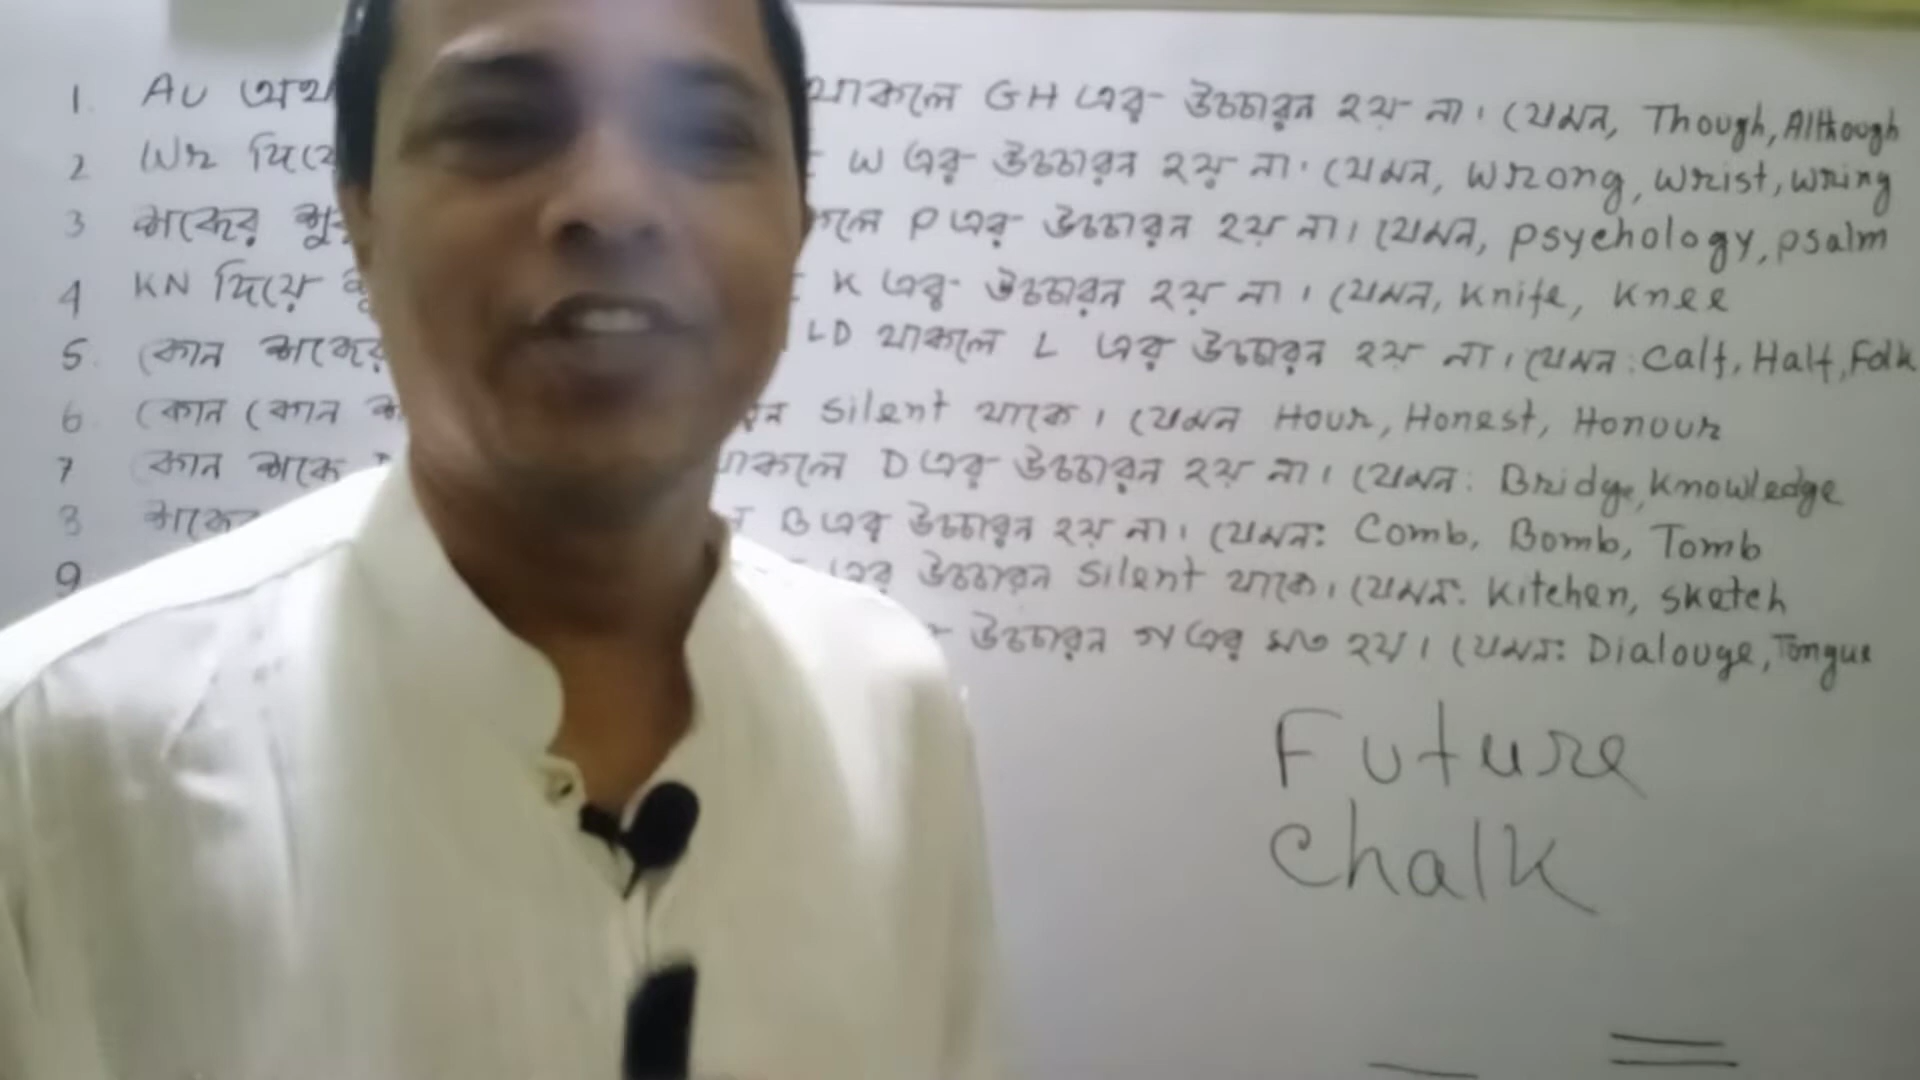 1. AU থাকলে GH এর উচ্চারন হয় না। যেমন, Though, Although
2 Wr দিয়ে W এর উচ্চারন হয় না। যেমন, Wrong, Wrist, Wring
3 শব্দের P এর উচ্চারন হয় না। যেমন, Psychology, Psalm
4 KN দিয়ে K এর উচ্চারন হয় না। যেমন, Knife, Knee
5. কোন শব্দের LD থাকলে L এর উচ্চারন হয় না। যেমন: Calf, Half, Folk
6. কোন কোন Silent থাকে। যেমন Hour, Honest, Honour
7 কোন শব্দে থাকলে D এর উচ্চারন হয় না। যেমন: Bridge, Knowledge
8 B এর উচ্চারন হয় না। যেমন: Comb, Bomb, Tomb
9 এর উচ্চারন Silent থাকে। যেমন: Kitchen, Sketch
উচ্চারন গ এর মত হয়। যেমন: Dialouge, Tongue
Future
Chalk